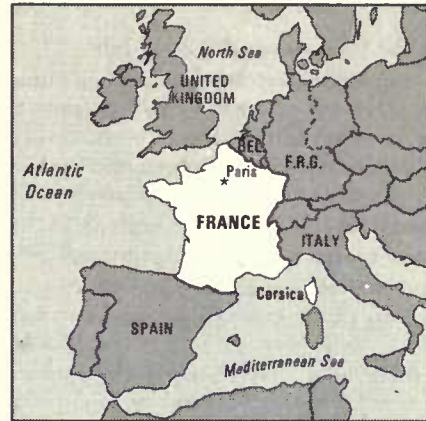 North Sea
UNITED
KINGDOM
Atlantic
Ocean
BEL.
Paris
F.R.G.
FRANCE
ITALY
Corsica
SPAIN
Mediterranean Sea